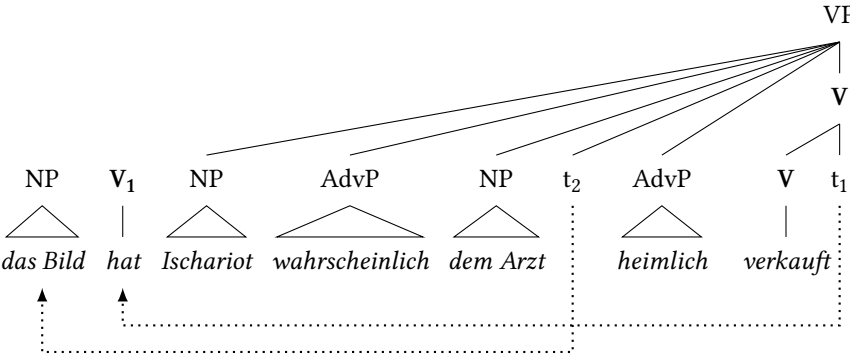 VP
V
NP V₁ NP AdvP NP t₂ AdvP V t₁
das Bild hat Ischariot wahrscheinlich dem Arzt heimlich verkauft